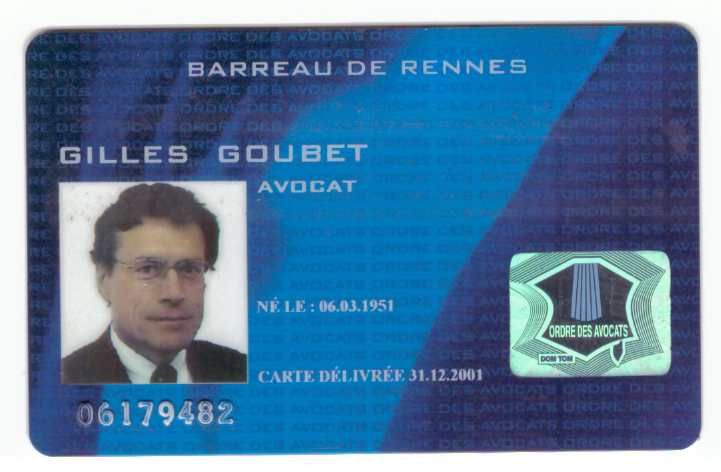 BARREAU DE RENNES
GILLES GOUBET
AVOCAT
NÉ LE : 06.03.1951
ORDRE DES AVOCATS
DOM TOM
CARTE DÉLIVRÉE 31.12.2001
06179482